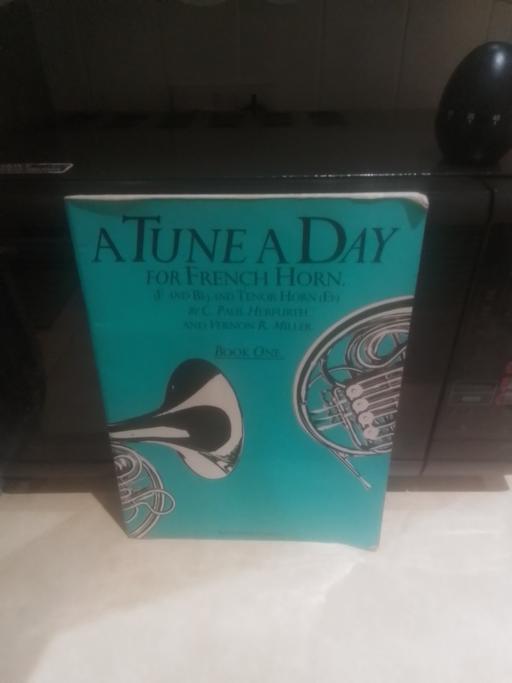 A TUNE A DAY
FOR FRENCH HORN,
(F AND B♭) AND TENOR HORN (E♭)
BY C. PAUL HERFURTH
AND VERNON R. MILLER
BOOK ONE.